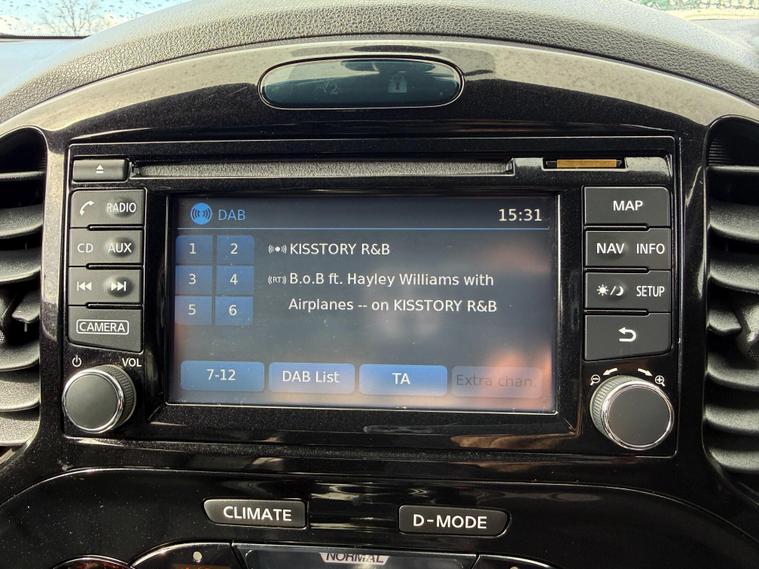 RADIO
MAP
DAB
15:31
CD AUX
1 2
KISSTORY R&B
NAV INFO
3 4
(RT) B.o.B ft. Hayley Williams with
Airplanes -- on KISSTORY R&B
SETUP
5 6
CAMERA
VOL
7-12
DAB List
TA
Extra chan.
CLIMATE
D-MODE
NORMAL